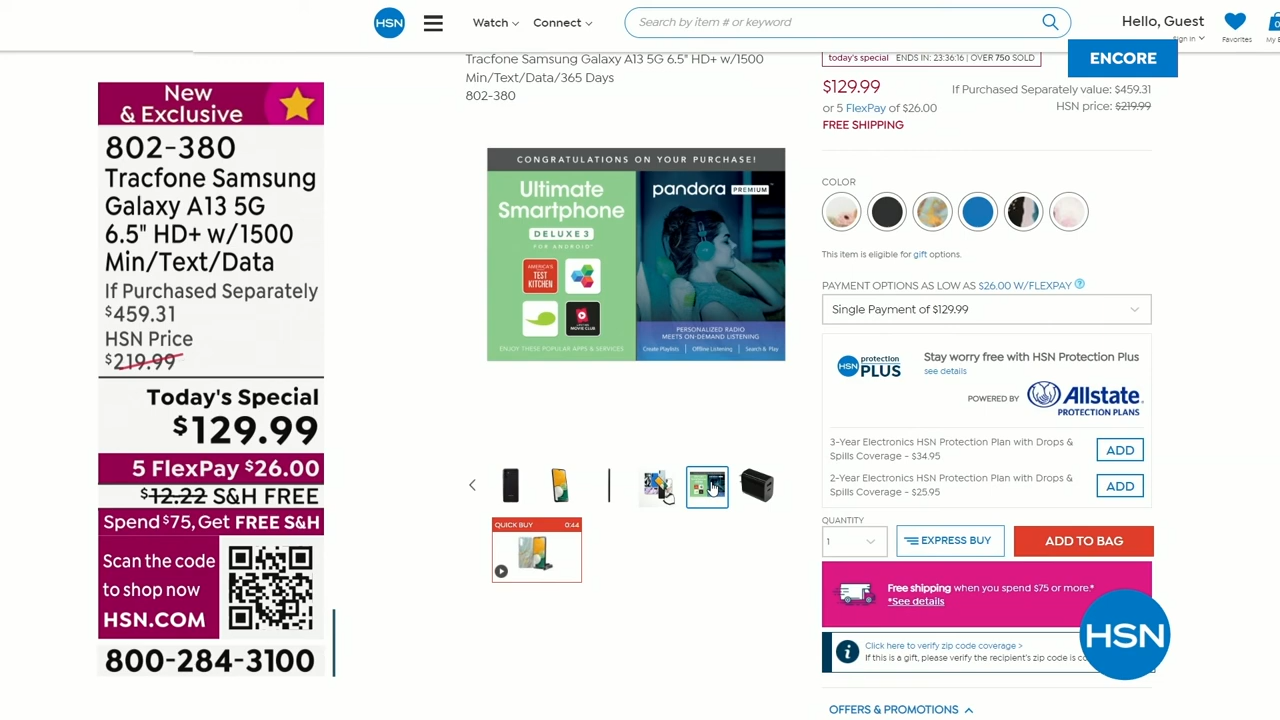 HSN
Watch
Connect
Search by item # or keyword
Hello, Guest
Sign In
Favorites
My B
0
ENCORE
New
& Exclusive
802-380
Tracfone Samsung
Galaxy A13 5G
6.5" HD+ w/1500
Min/Text/Data
If Purchased Separately
$459.31
HSN Price
$219.99
Today's Special
$129.99
5 FlexPay $26.00
$12.22 S&H FREE
Spend $75, Get FREE S&H
Scan the code
to shop now
HSN.COM
800-284-3100
Tracfone Samsung Galaxy A13 5G 6.5" HD+ w/1500
Min/Text/Data/365 Days
802-380
CONGRATULATIONS ON YOUR PURCHASE!
Ultimate
Smartphone
DELUXE 3
FOR ANDROID™
AMERICA'S
TEST
KITCHEN
MOVIE CLUB
ENJOY THESE POPULAR APPS & SERVICES
pandora PREMIUM
PERSONALIZED RADIO
MEETS ON-DEMAND LISTENING
Create Playlists | Offline Listening | Search & Play
QUICK BUY 0:44
today's special ENDS IN: 23:36:16 | OVER 750 SOLD
$129.99
or 5 FlexPay of $26.00
FREE SHIPPING
If Purchased Separately value: $459.31
HSN price: $219.99
COLOR
This item is eligible for gift options.
PAYMENT OPTIONS AS LOW AS $26.00 W/FLEXPAY ?
Single Payment of $129.99
HSN protection PLUS
Stay worry free with HSN Protection Plus
see details
POWERED BY Allstate.
PROTECTION PLANS
3-Year Electronics HSN Protection Plan with Drops &
Spills Coverage - $34.95
ADD
2-Year Electronics HSN Protection Plan with Drops &
Spills Coverage - $25.95
ADD
QUANTITY
1
EXPRESS BUY
ADD TO BAG
Free shipping when you spend $75 or more.*
*See details
Click here to verify zip code coverage >
If this is a gift, please verify the recipient's zip code is co
HSN
OFFERS & PROMOTIONS